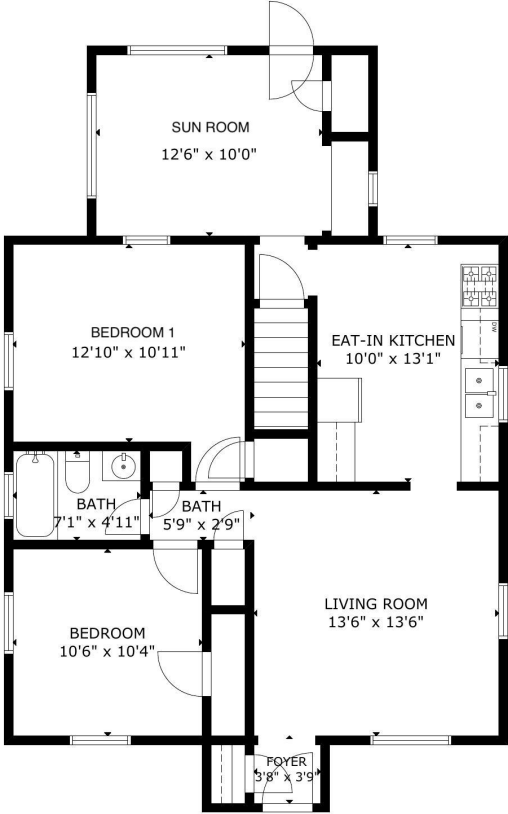 SUN ROOM
12'6" x 10'0"
BEDROOM 1
12'10" x 10'11"
EAT-IN KITCHEN
10'0" x 13'1"
DW
BATH
7'1" x 4'11"
BATH
5'9" x 2'9"
LIVING ROOM
13'6" x 13'6"
BEDROOM
10'6" x 10'4"
FOYER
3'8" x 3'9"